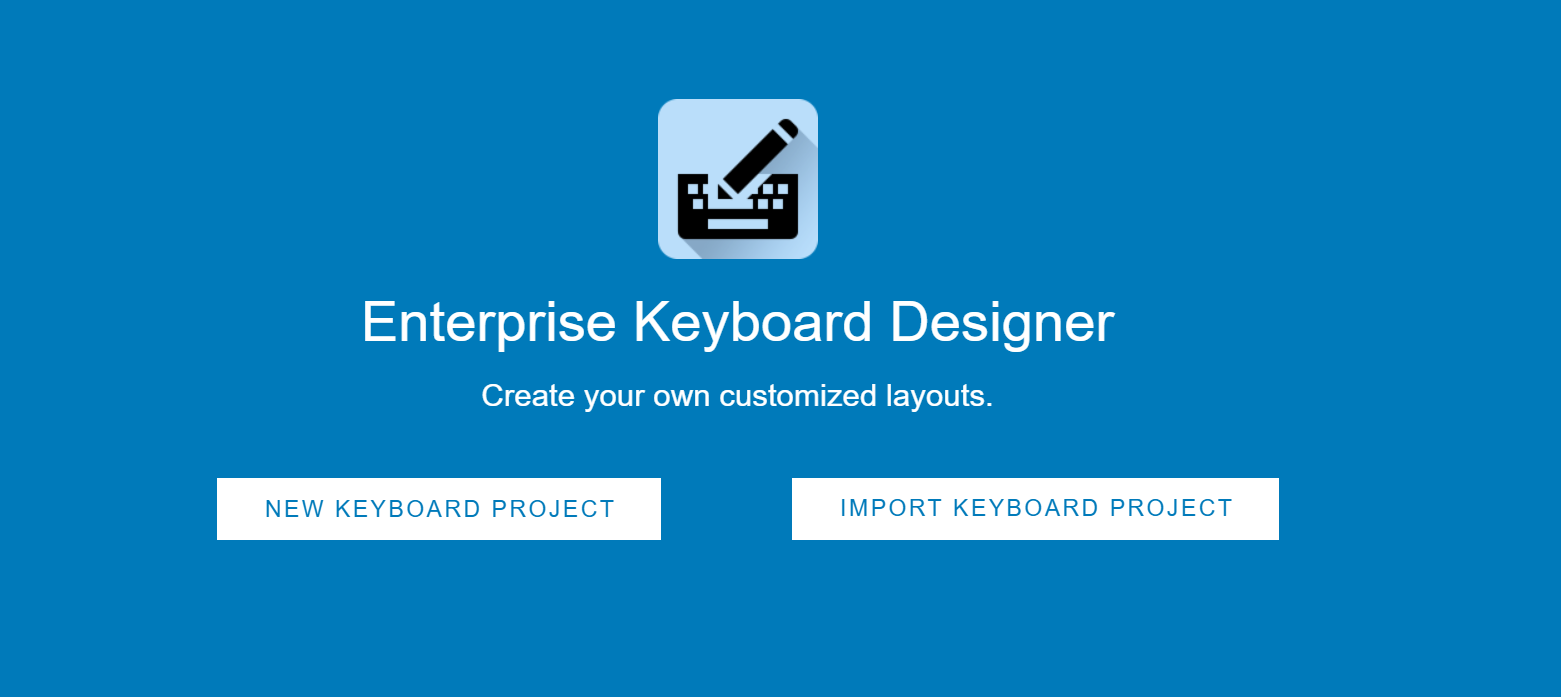 Enterprise Keyboard Designer
Create your own customized layouts.
NEW KEYBOARD PROJECT
IMPORT KEYBOARD PROJECT